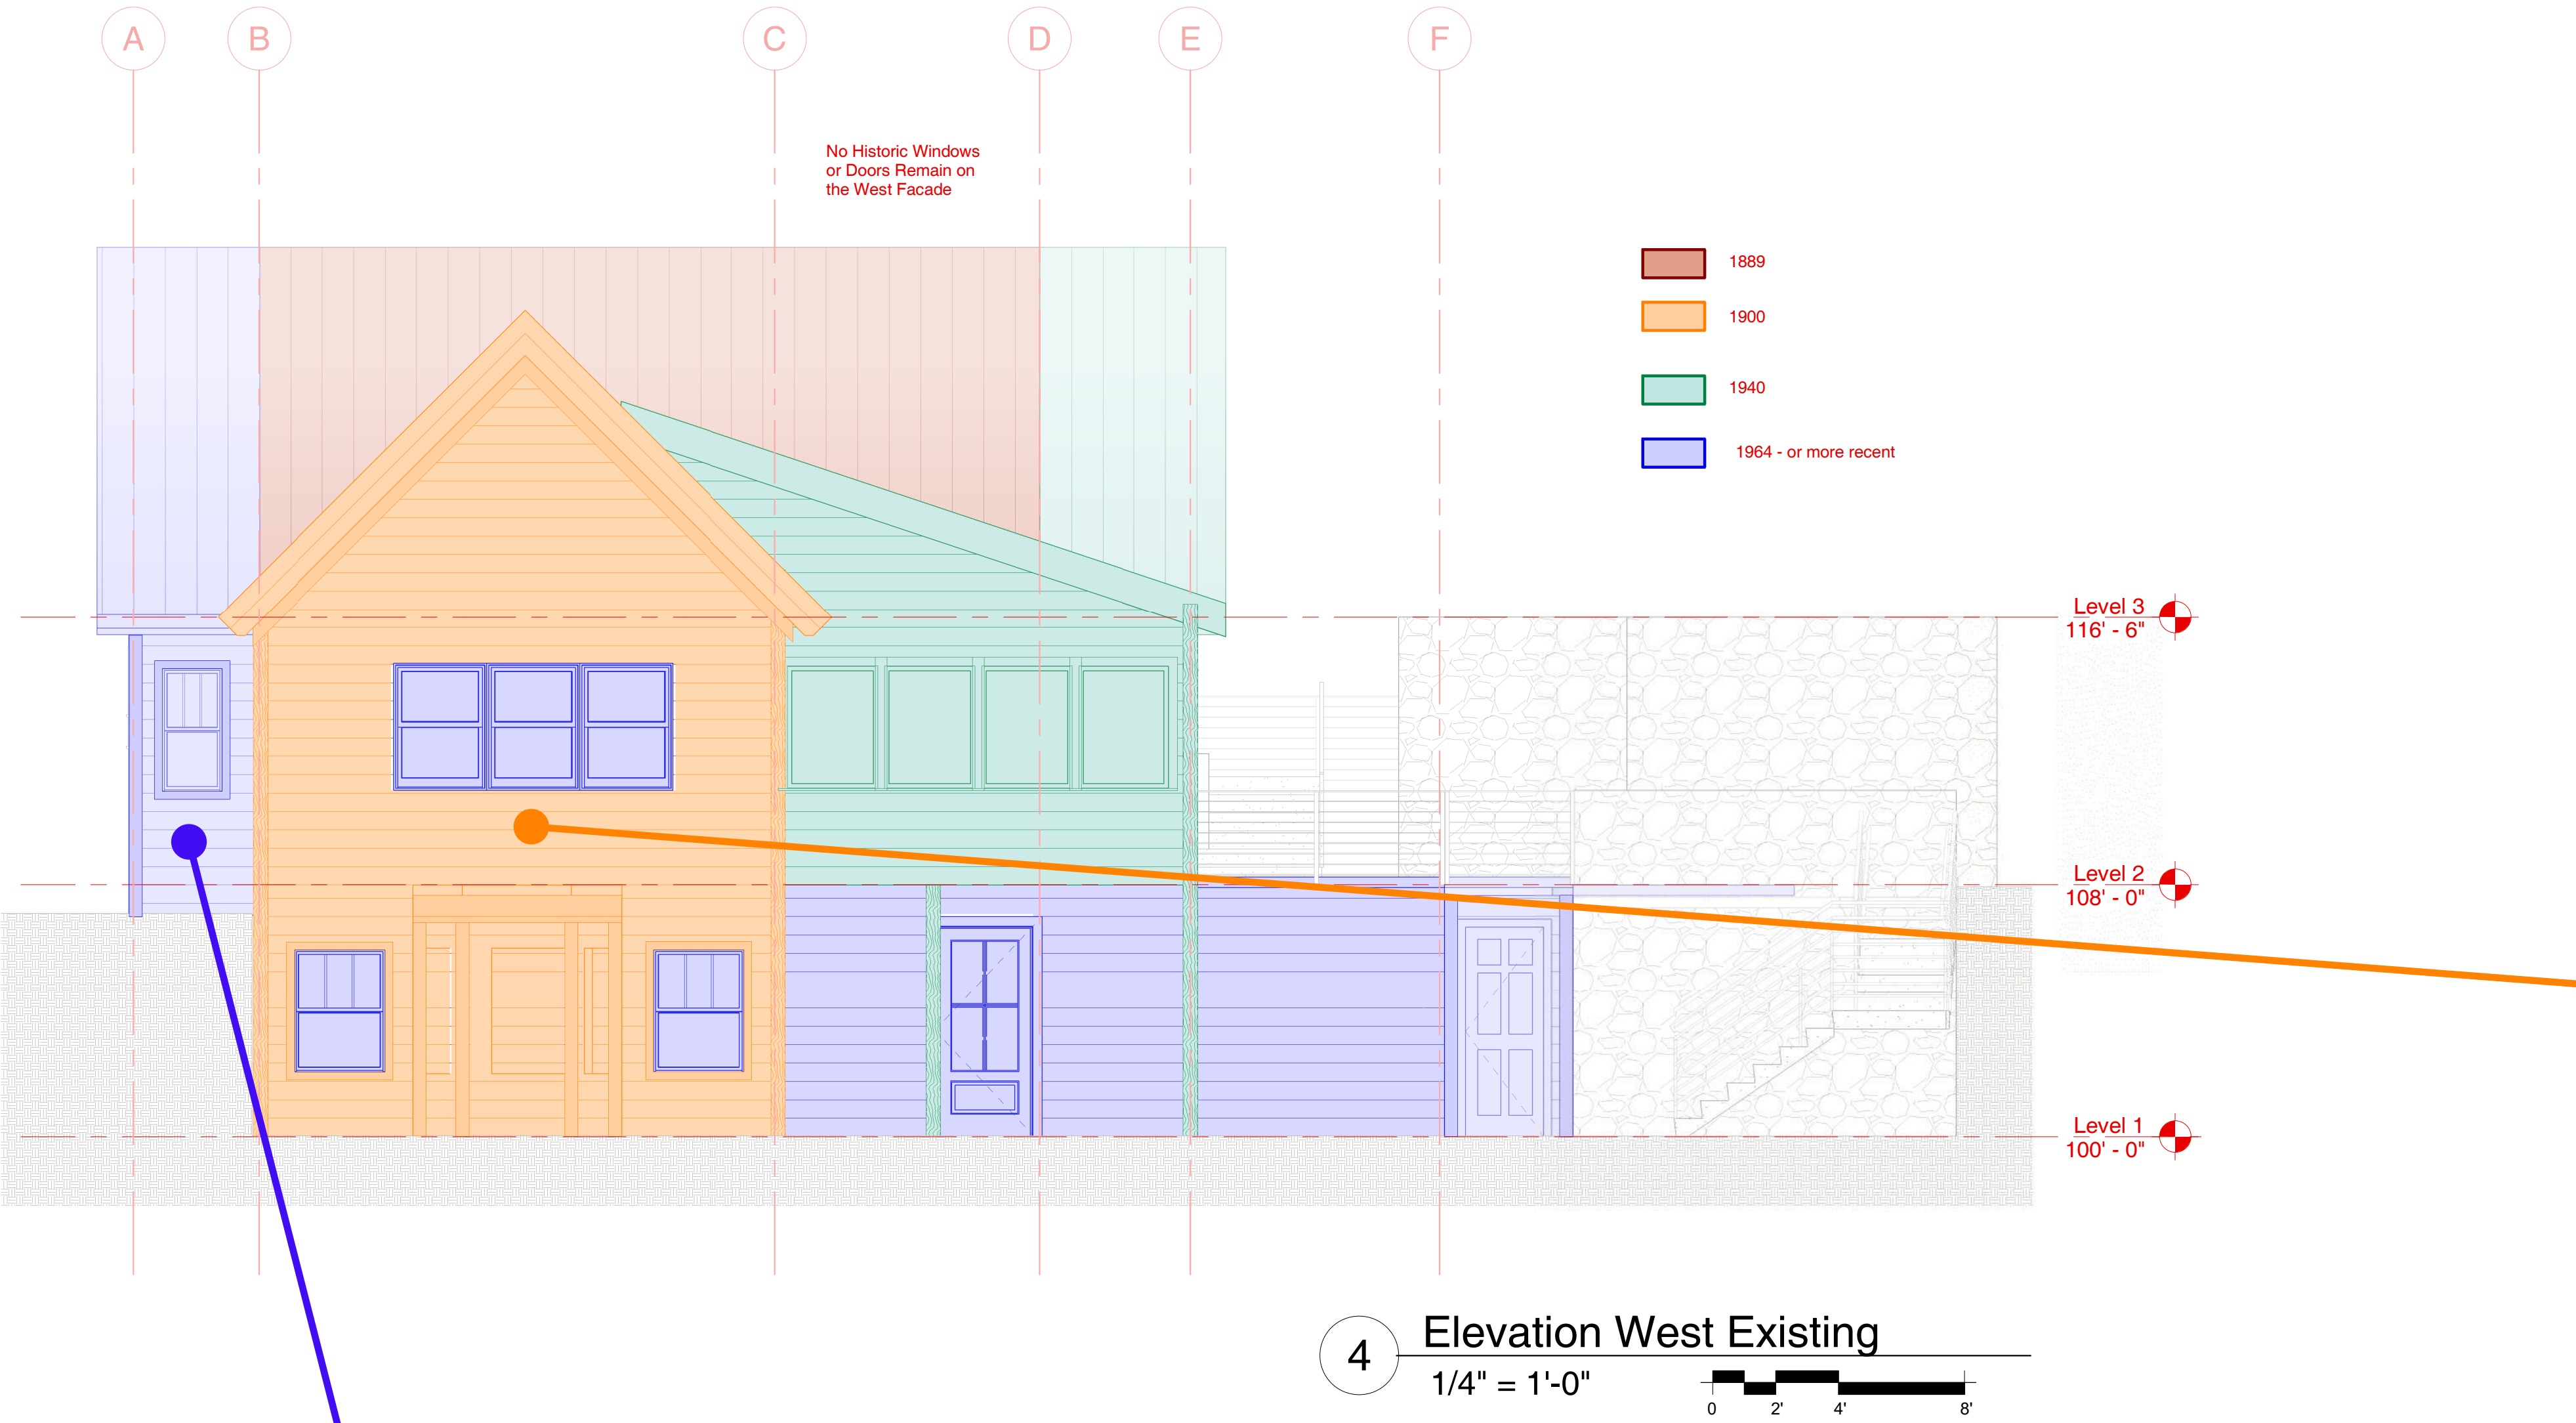 A B C D E F
No Historic Windows
or Doors Remain on
the West Facade
1889
1900
1940
1964 - or more recent
Level 3
116' - 6"
Level 2
108' - 0"
Level 1
100' - 0"
4
Elevation West Existing
1/4" = 1'-0"
0 2' 4' 8'